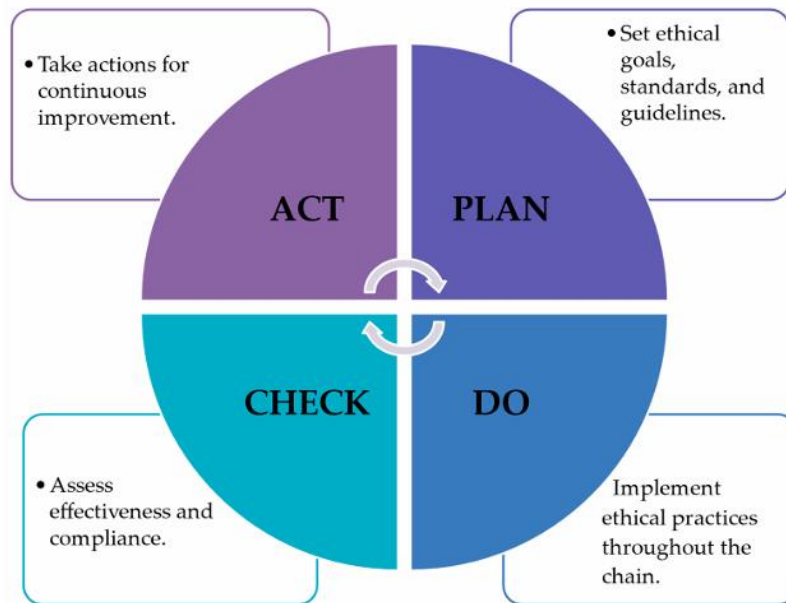 • Take actions for
continuous
improvement.
• Set ethical
goals,
standards, and
guidelines.
ACT
PLAN
CHECK
DO
• Assess
effectiveness and
compliance.
Implement
ethical practices
throughout the
chain.